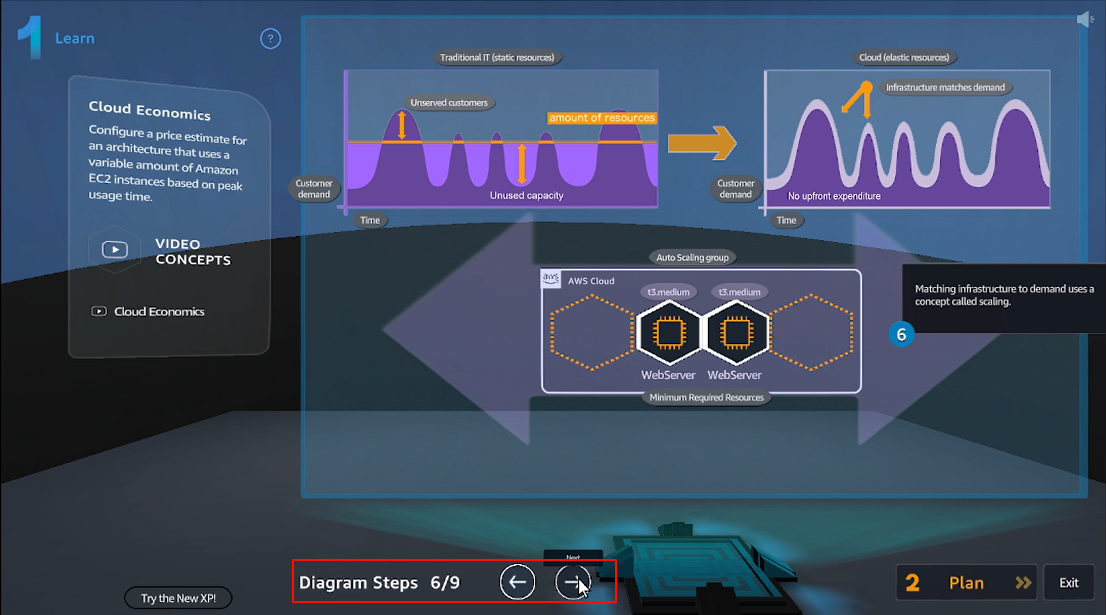 1
Learn
?
Cloud Economics
Configure a price estimate for
an architecture that uses a
variable amount of Amazon
EC2 instances based on peak
usage time.
VIDEO
CONCEPTS
Cloud Economics
Traditional IT (static resources)
Unserved customers
amount of resources
Customer
demand
Unused capacity
Time
Cloud (elastic resources)
Infrastructure matches demand
Customer
demand
No upfront expenditure
Time
Auto Scaling group
aws
AWS Cloud
t3.medium
t3.medium
WebServer
WebServer
Minimum Required Resources
Matching infrastructure to demand uses a
concept called scaling.
6
Next
Diagram Steps 6/9
Try the New XP!
2 Plan
Exit